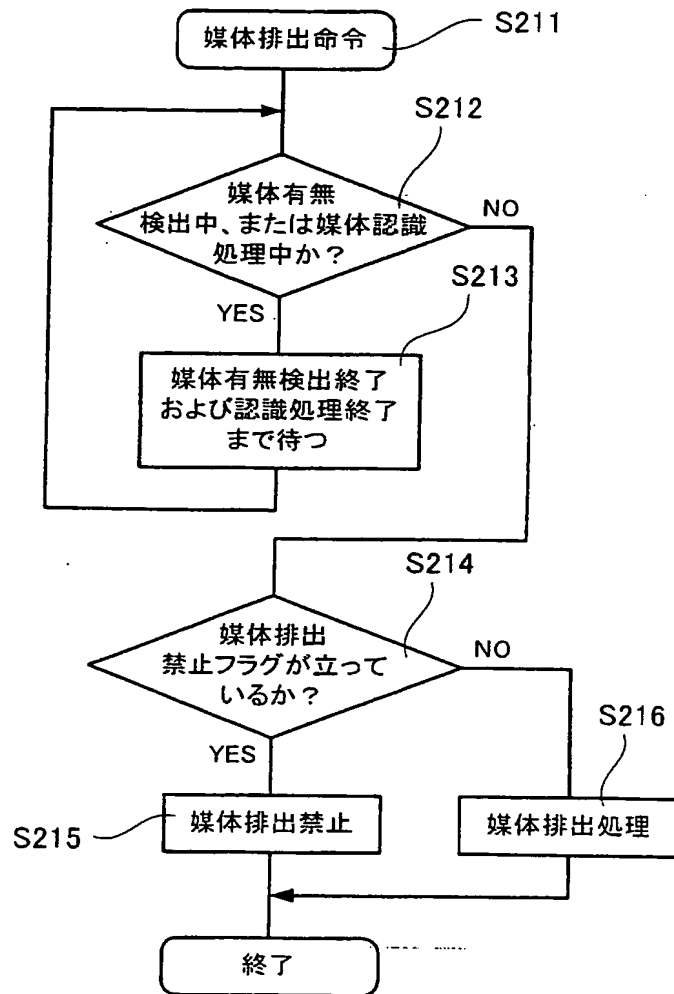 媒体排出命令
S211
S212
媒体有無
検出中、または媒体認識
処理中か？
NO
YES
S213
媒体有無検出終了
および認識処理終了
まで待つ
S214
媒体排出
禁止フラグが立って
いるか？
NO
YES
S216
S215
媒体排出禁止
媒体排出処理
終了